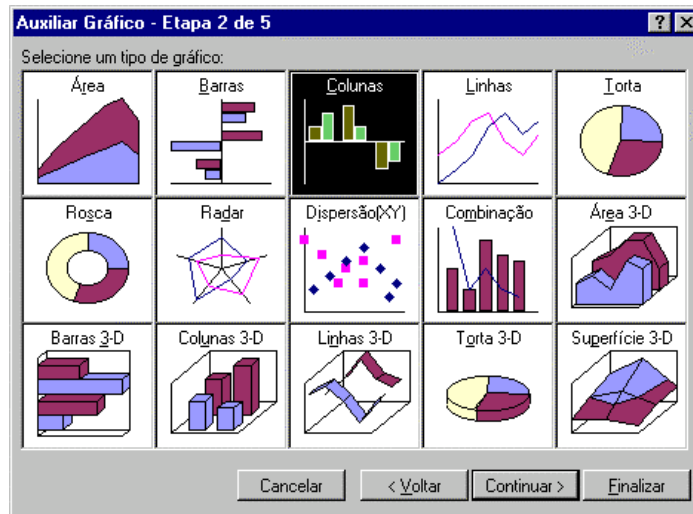 Auxiliar Gráfico - Etapa 2 de 5
Selecione um tipo de gráfico:
Área Barras Colunas Linhas Torta
Rosca Radar Dispersão(XY) Combinação Área 3-D
Barras 3-D Colunas 3-D Linhas 3-D Torta 3-D Superfície 3-D
Cancelar < Voltar Continuar > Finalizar